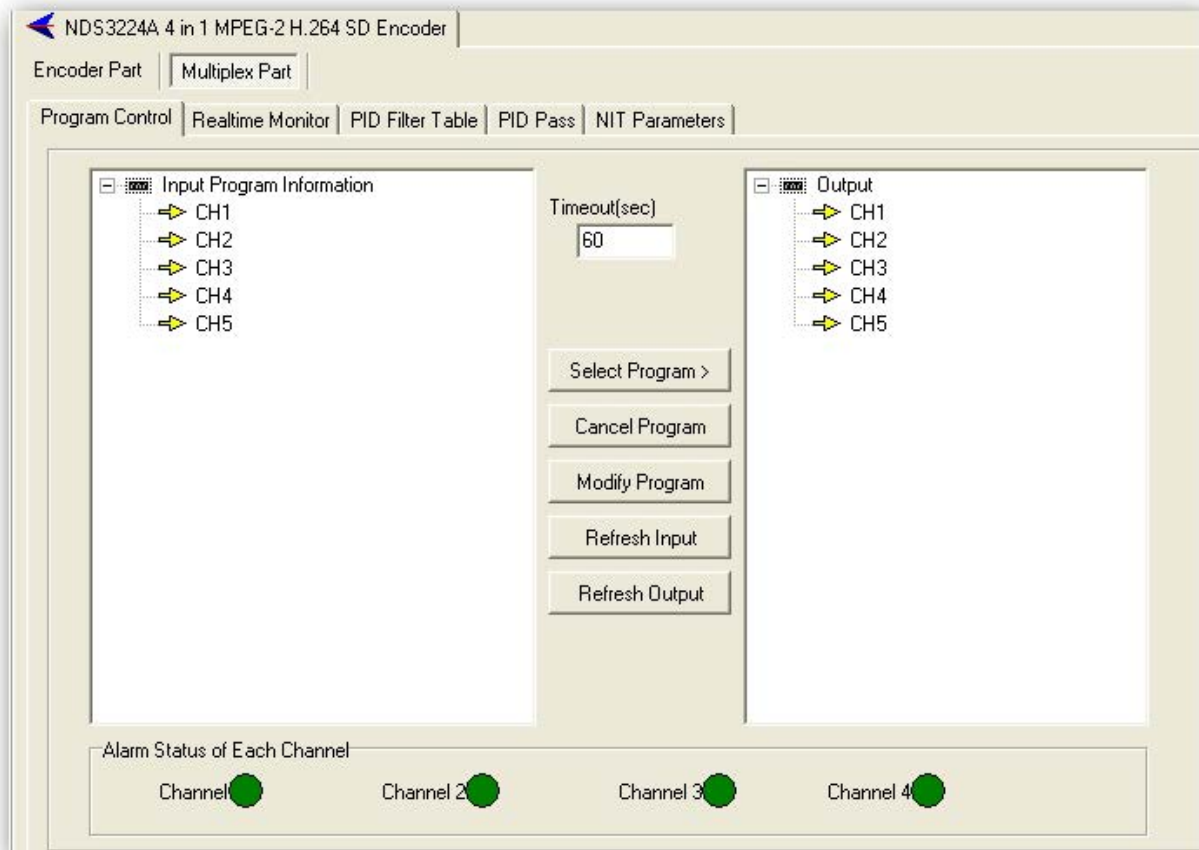 NDS3224A 4 in 1 MPEG-2 H.264 SD Encoder
Encoder Part
Multiplex Part
Program Control
Realtime Monitor
PID Filter Table
PID Pass
NIT Parameters
Input Program Information
CH1
CH2
CH3
CH4
CH5
Timeout(sec)
60
Select Program >
Cancel Program
Modify Program
Refresh Input
Refresh Output
Output
CH1
CH2
CH3
CH4
CH5
Alarm Status of Each Channel
Channel
Channel 2
Channel 3
Channel 4